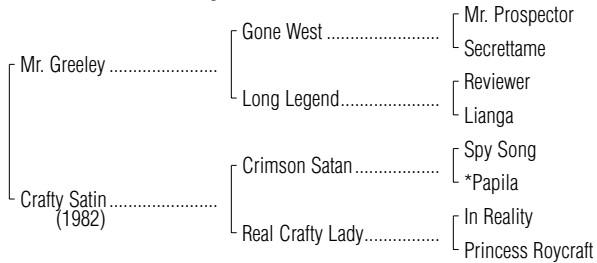 Mr. Prospector
Gone West ......................
Secrettame
Mr. Greeley .....................
Reviewer
Long Legend...................
Lianga
Spy Song
Crimson Satan.................
*Papila
Crafty Satin.....................
(1982)
In Reality
Real Crafty Lady..............
Princess Roycraft